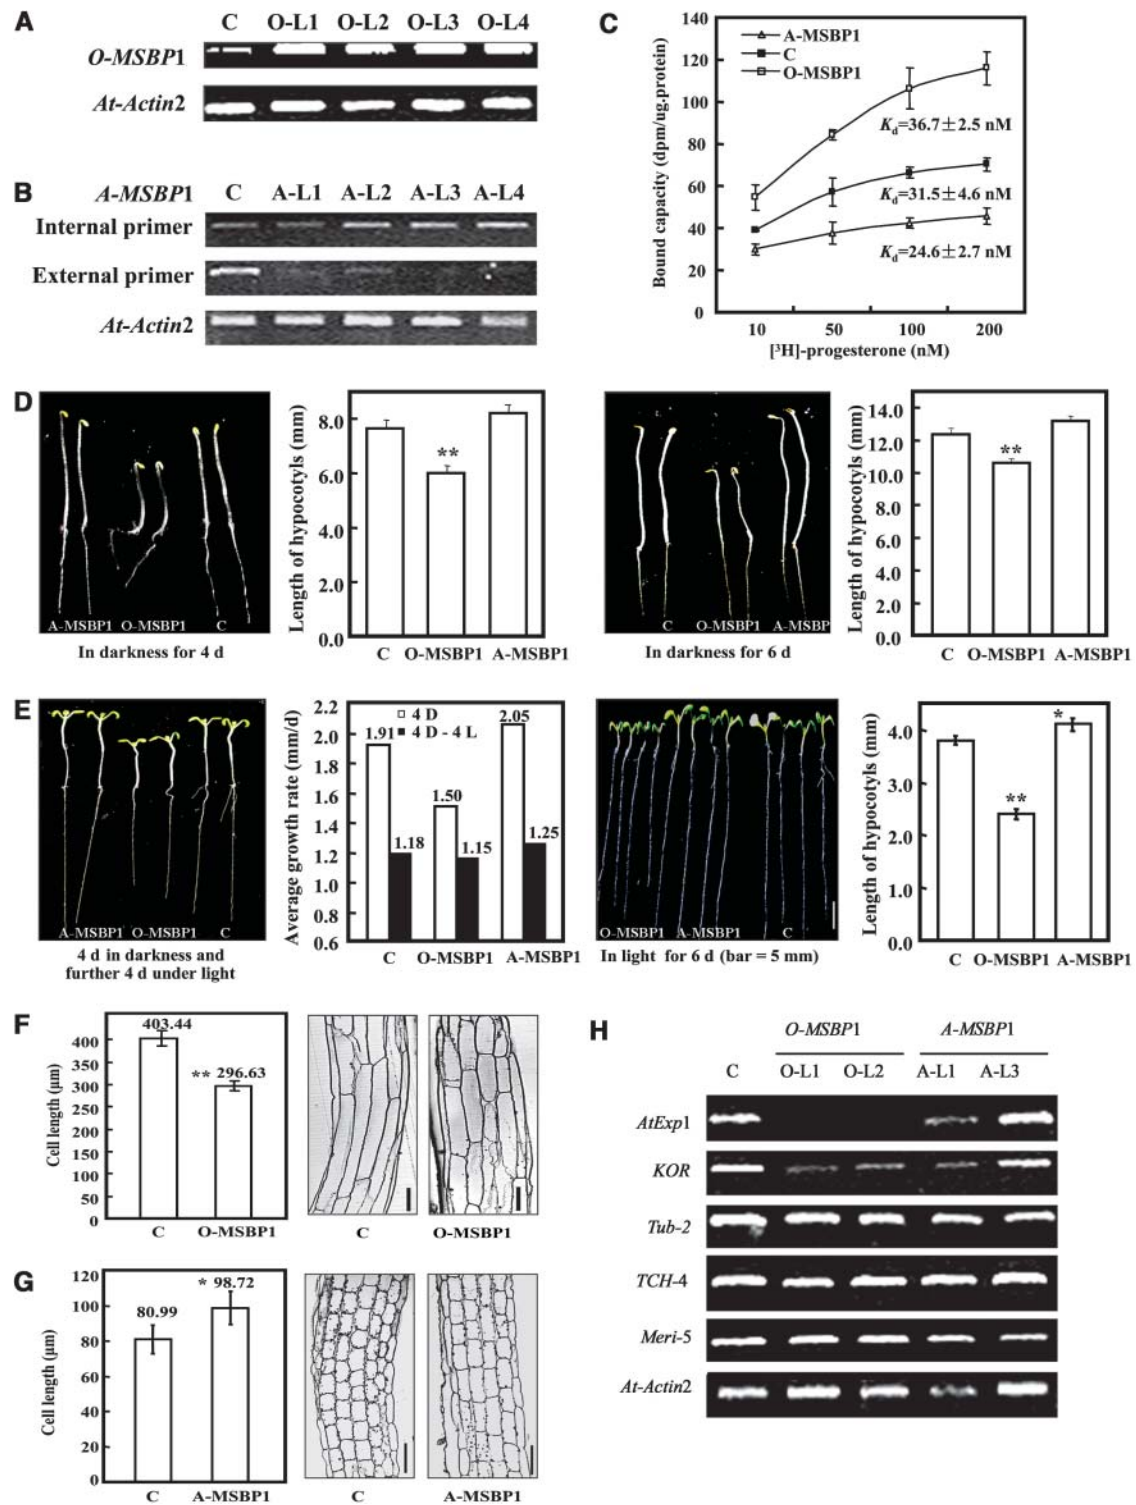 A
C O-L1 O-L2 O-L3 O-L4
O-MSBP1
At-Actin2
B
A-MSBP1 C A-L1 A-L2 A-L3 A-L4
Internal primer
External primer
At-Actin2
C
140
120
100
80
60
40
20
0
Bound capacity (dpm/ug.protein)
A-MSBP1
C
O-MSBP1
Kd=36.7±2.5 nM
Kd=31.5±4.6 nM
Kd=24.6±2.7 nM
10 50 100 200
[³H]-progesterone (nM)
D
A-MSBP1 O-MSBP1 C
In darkness for 4 d
Length of hypocotyls (mm)
8.0
6.0
4.0
2.0
0.0
**
C O-MSBP1 A-MSBP1
C O-MSBP1 A-MSBP1
In darkness for 6 d
Length of hypocotyls (mm)
14.0
12.0
10.0
8.0
6.0
4.0
2.0
0.0
**
C O-MSBP1 A-MSBP1
E
A-MSBP1 O-MSBP1 C
4 d in darkness and
further 4 d under light
Average growth rate (mm/d)
2.2
2.0
1.8
1.6
1.4
1.2
1.0
0.8
0.6
4 D
4 D - 4 L
1.91
1.18
1.50
1.15
2.05
1.25
C O-MSBP1 A-MSBP1
O-MSBP1 A-MSBP1 C
In light for 6 d (bar = 5 mm)
Length of hypocotyls (mm)
4.0
3.0
2.0
1.0
0.0
**
*
C O-MSBP1 A-MSBP1
F
Cell length (µm)
400
350
300
250
200
150
100
50
0
403.44
** 296.63
C O-MSBP1
C O-MSBP1
G
Cell length (µm)
120
100
80
60
40
20
0
80.99
* 98.72
C A-MSBP1
C A-MSBP1
H
O-MSBP1 A-MSBP1
C O-L1 O-L2 A-L1 A-L3
AtExp1
KOR
Tub-2
TCH-4
Meri-5
At-Actin2